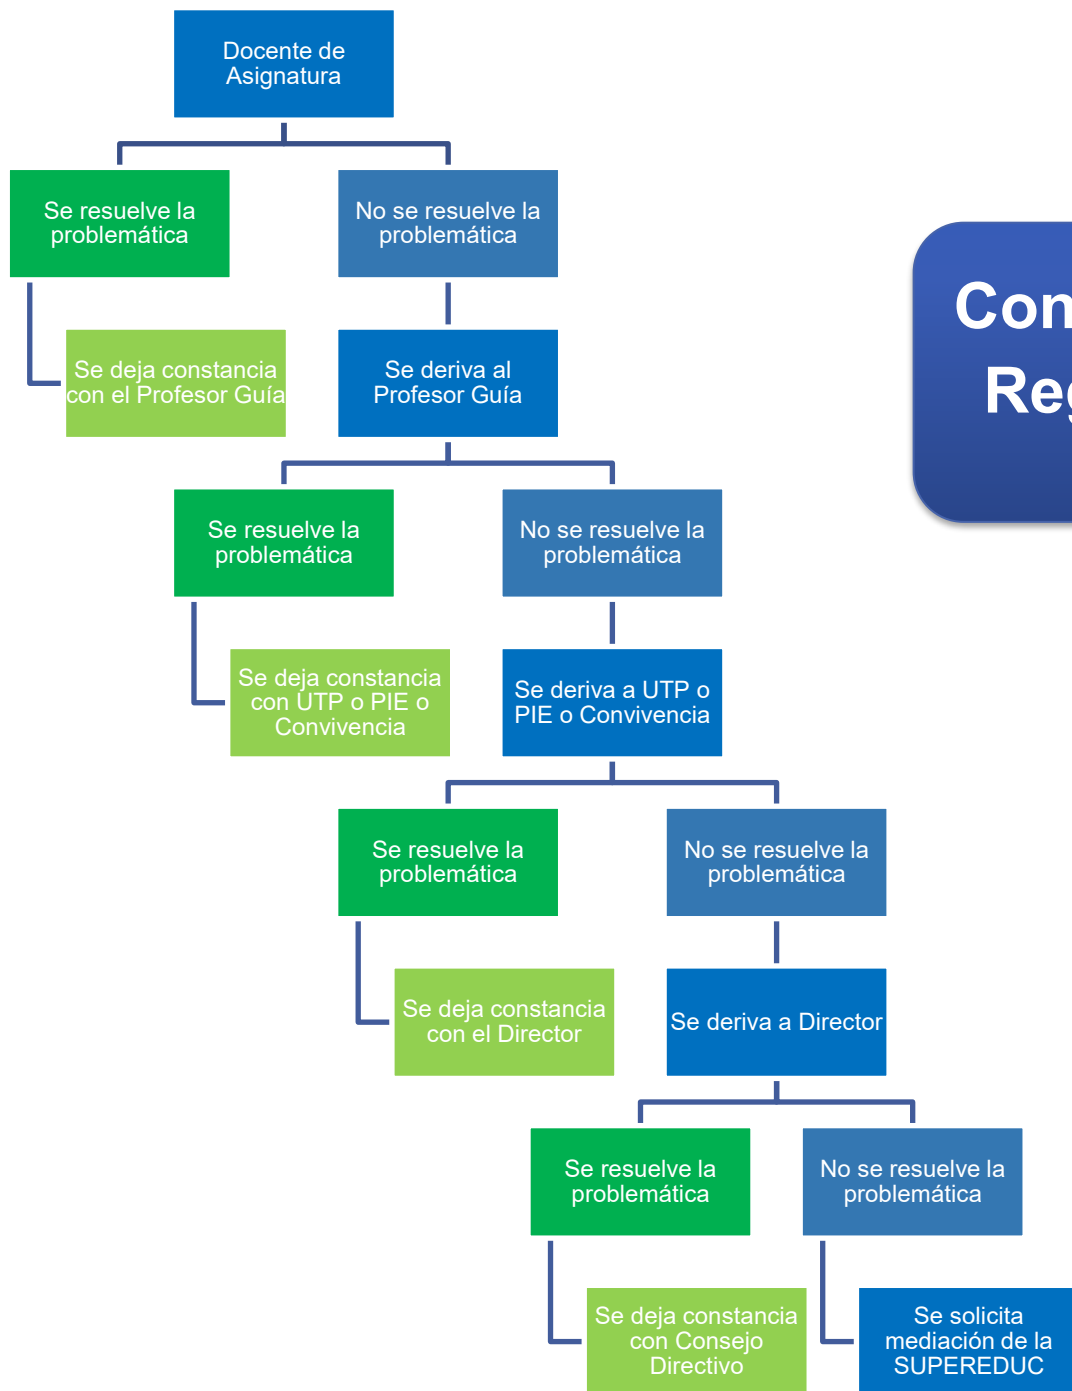 Docente de
Asignatura
Se resuelve la
problemática
No se resuelve la
problemática
Se deja constancia
con el Profesor Guía
Se deriva al
Profesor Guía
Con
Reg
Se resuelve la
problemática
No se resuelve la
problemática
Se deja constancia
con UTP o PIE o
Convivencia
Se deriva a UTP o
PIE o Convivencia
Se resuelve la
problemática
No se resuelve la
problemática
Se deja constancia
con el Director
Se deriva a Director
Se resuelve la
problemática
No se resuelve la
problemática
Se deja constancia
con Consejo
Directivo
Se solicita
mediación de la
SUPEREDUC